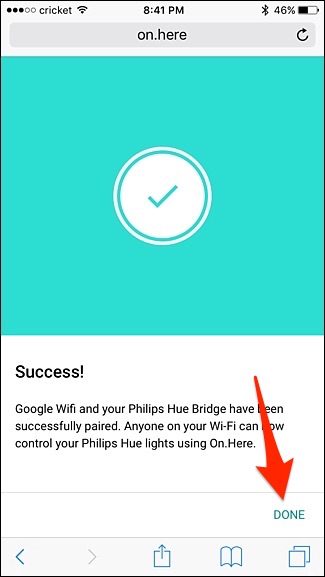 cricket 8:41 PM 46%
on.here
Success!
Google Wifi and your Philips Hue Bridge have been
successfully paired. Anyone on your Wi-Fi can now
control your Philips Hue lights using On.Here.
DONE